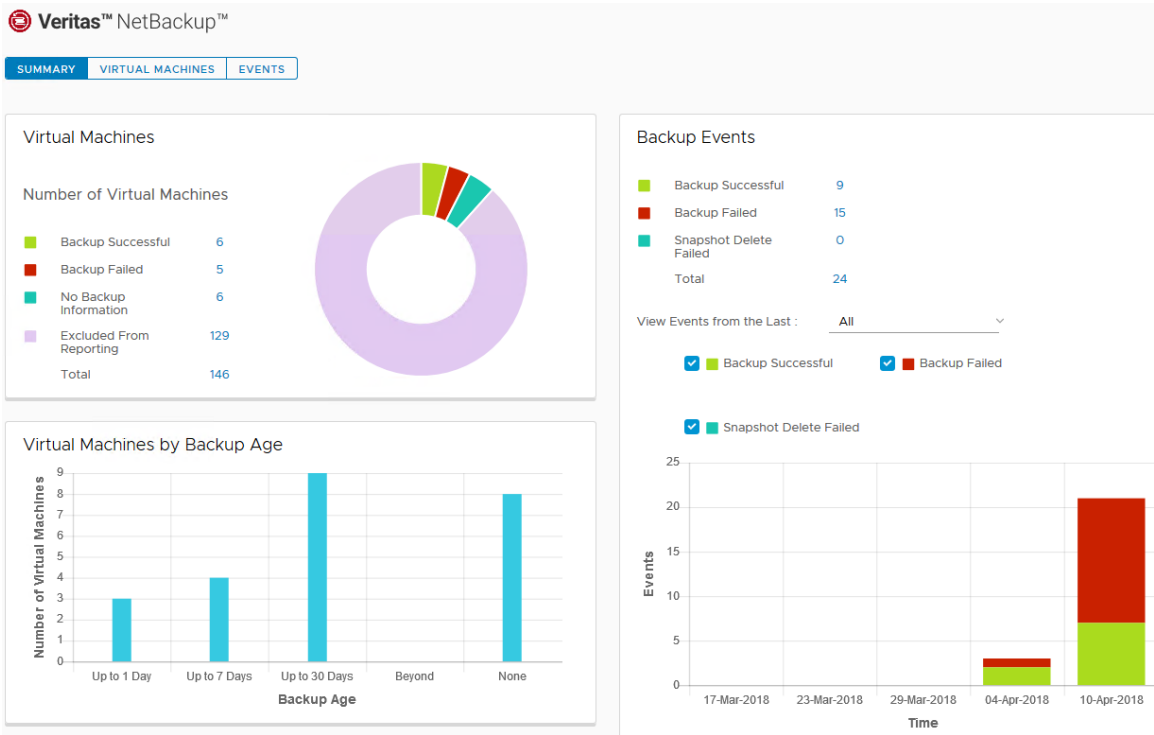 Veritas™ NetBackup™
SUMMARY VIRTUAL MACHINES EVENTS
Virtual Machines
Number of Virtual Machines
Backup Successful 6
Backup Failed 5
No Backup
Information 6
Excluded From
Reporting 129
Total 146
Virtual Machines by Backup Age
Number of Virtual Machines
9
8
7
6
5
4
3
2
1
0
Up to 1 Day Up to 7 Days Up to 30 Days Beyond None
Backup Age
Backup Events
Backup Successful 9
Backup Failed 15
Snapshot Delete
Failed 0
Total 24
View Events from the Last : All
Backup Successful Backup Failed
Snapshot Delete Failed
Events
25
20
15
10
5
0
17-Mar-2018 23-Mar-2018 29-Mar-2018 04-Apr-2018 10-Apr-2018
Time